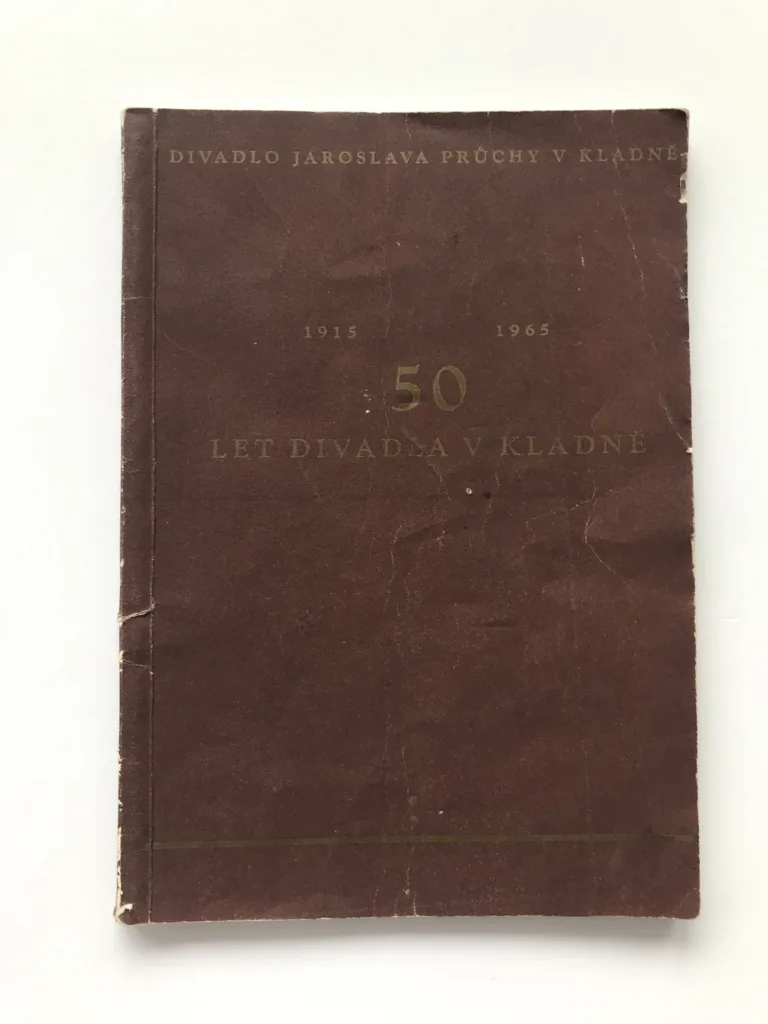 DIVADLO JAROSLAVA PRŮCHY V KLADNĚ
1915 1965
50
LET DIVADLA V KLADNĚ